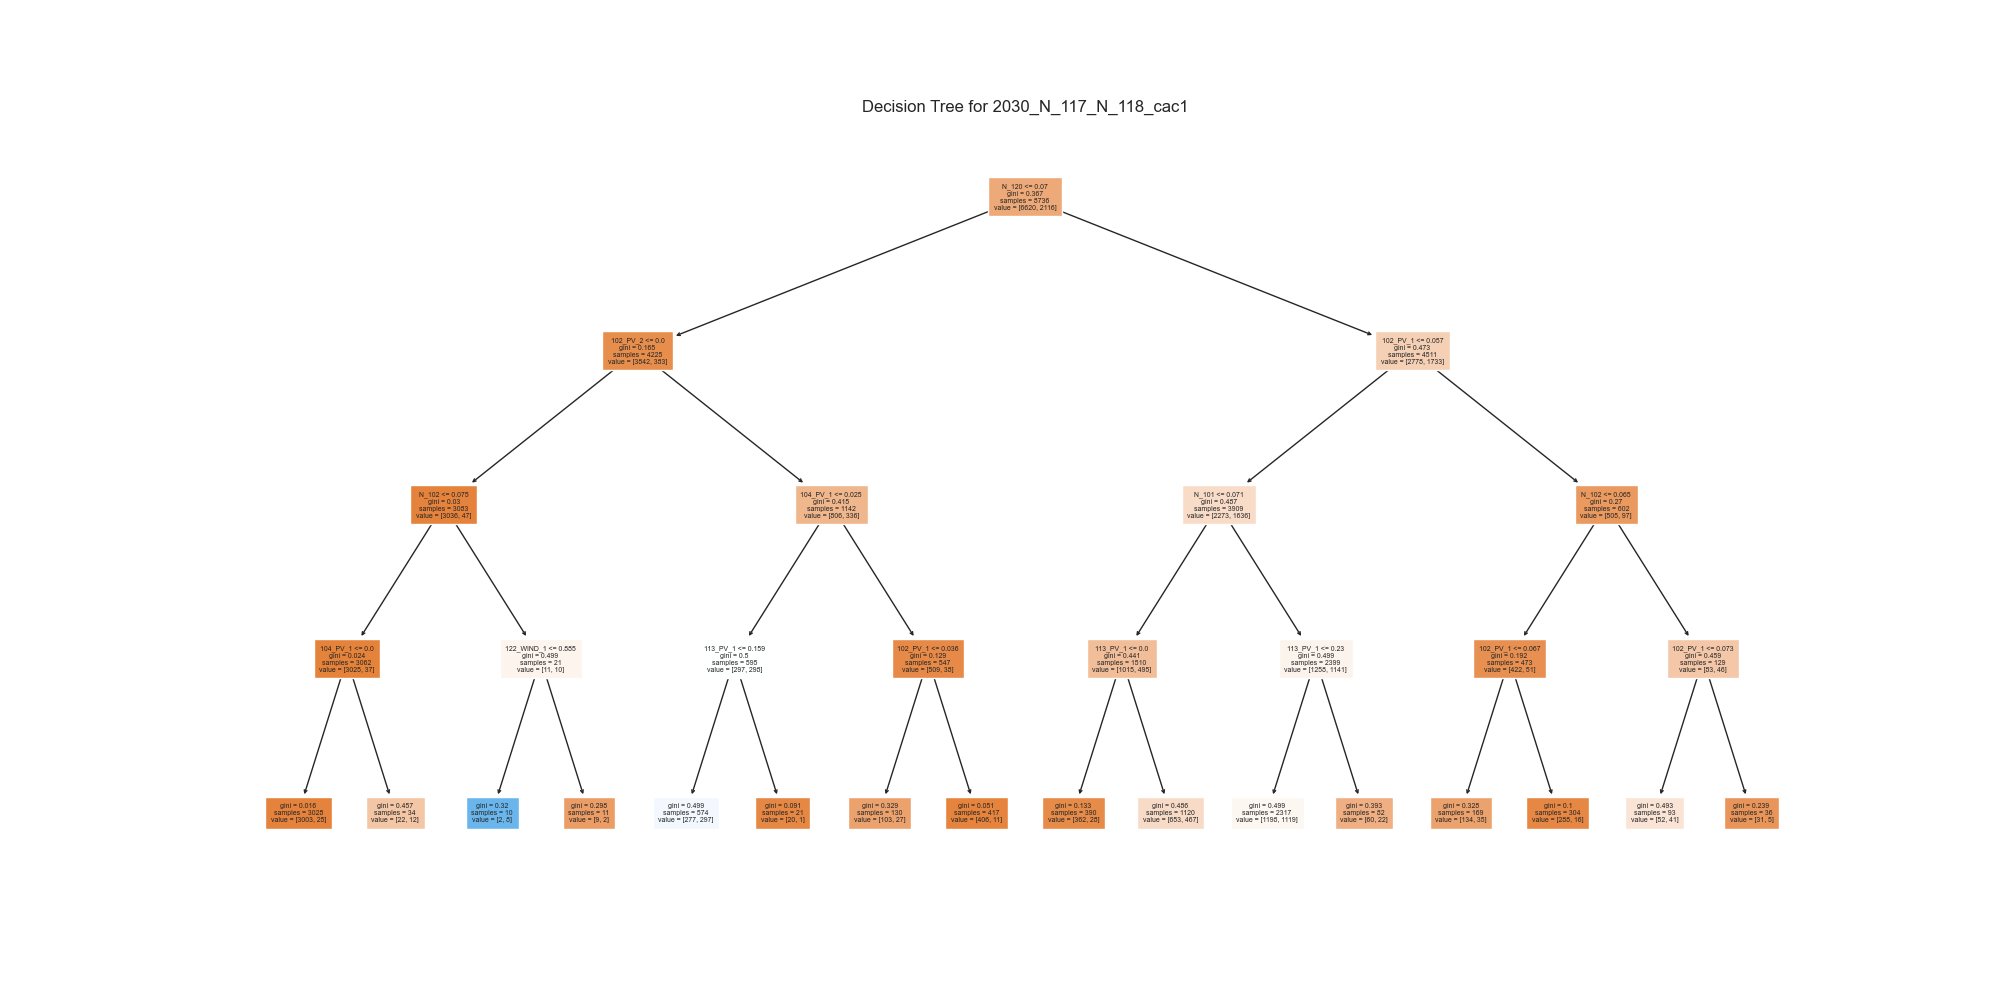 Decision Tree for 2030_N_117_N_118_cac1
N_120 <= 0.07
gini = 0.367
samples = 8736
value = [6620, 2116]
102_PV_2 <= 0.0
gini = 0.165
samples = 4225
value = [3842, 383]
102_PV_1 <= 0.057
gini = 0.473
samples = 4511
value = [2778, 1733]
N_102 <= 0.075
gini = 0.03
samples = 3083
value = [3036, 47]
104_PV_1 <= 0.025
gini = 0.415
samples = 1142
value = [806, 336]
N_101 <= 0.071
gini = 0.487
samples = 3909
value = [2273, 1636]
N_102 <= 0.065
gini = 0.27
samples = 602
value = [505, 97]
104_PV_1 <= 0.0
gini = 0.024
samples = 3062
value = [3025, 37]
122_WIND_1 <=
gini = 0.499
samples = 21
value = [11, 10]
113_PV_1 <= 0.159
gini = 0.5
samples = 595
value = [297, 298]
102_PV_1 <= 0.036
gini = 0.129
samples = 547
value = [509, 38]
113_PV_1 <= 0.0
gini = 0.441
samples = 1510
value = [1015, 495]
113_PV_1 <= 0.23
gini = 0.499
samples = 2399
value = [1258, 1141]
102_PV_1 <= 0.067
gini = 0.192
samples = 473
value = [422, 51]
102_PV_1 <= 0.073
gini = 0.459
samples = 129
value = [83, 46]
gini = 0.016
samples = 3028
value = [3003, 25]
gini = 0.457
samples = 34
value = [22, 12]
gini = 0.32
samples = 10
value = [2, 8]
gini = 0.298
samples = 11
value = [9, 2]
gini = 0.499
samples = 574
value = [277, 297]
gini = 0.091
samples = 21
value = [20, 1]
gini = 0.329
samples = 130
value = [103, 27]
gini = 0.051
samples = 417
value = [406, 11]
gini = 0.133
samples = 390
value = [362, 28]
gini = 0.486
samples = 1120
value = [653, 467]
gini = 0.499
samples = 2317
value = [1198, 1119]
gini = 0.393
samples = 82
value = [60, 22]
gini = 0.328
samples = 169
value = [134, 35]
gini = 0.1
samples = 304
value = [288, 16]
gini = 0.493
samples = 93
value = [52, 41]
gini = 0.239
samples = 36
value = [31, 5]